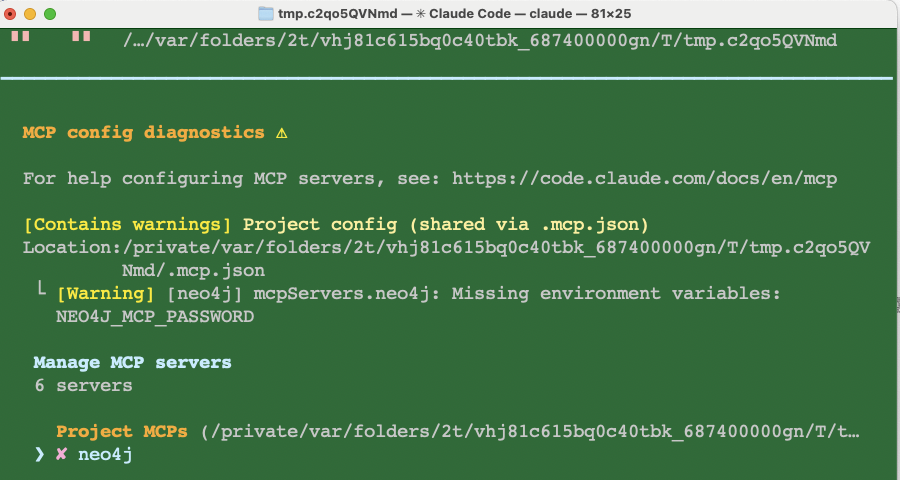 tmp.c2qo5QVNmd — ✳ Claude Code — claude — 81×25
/…/var/folders/2t/vhj81c615bq0c40tbk_687400000gn/T/tmp.c2qo5QVNmd
MCP config diagnostics ⚠
For help configuring MCP servers, see: https://code.claude.com/docs/en/mcp
[Contains warnings] Project config (shared via .mcp.json)
Location:/private/var/folders/2t/vhj81c615bq0c40tbk_687400000gn/T/tmp.c2qo5QV
Nmd/.mcp.json
└ [Warning] [neo4j] mcpServers.neo4j: Missing environment variables:
NEO4J_MCP_PASSWORD
Manage MCP servers
6 servers
Project MCPs (/private/var/folders/2t/vhj81c615bq0c40tbk_687400000gn/T/t…
❯ ✘ neo4j